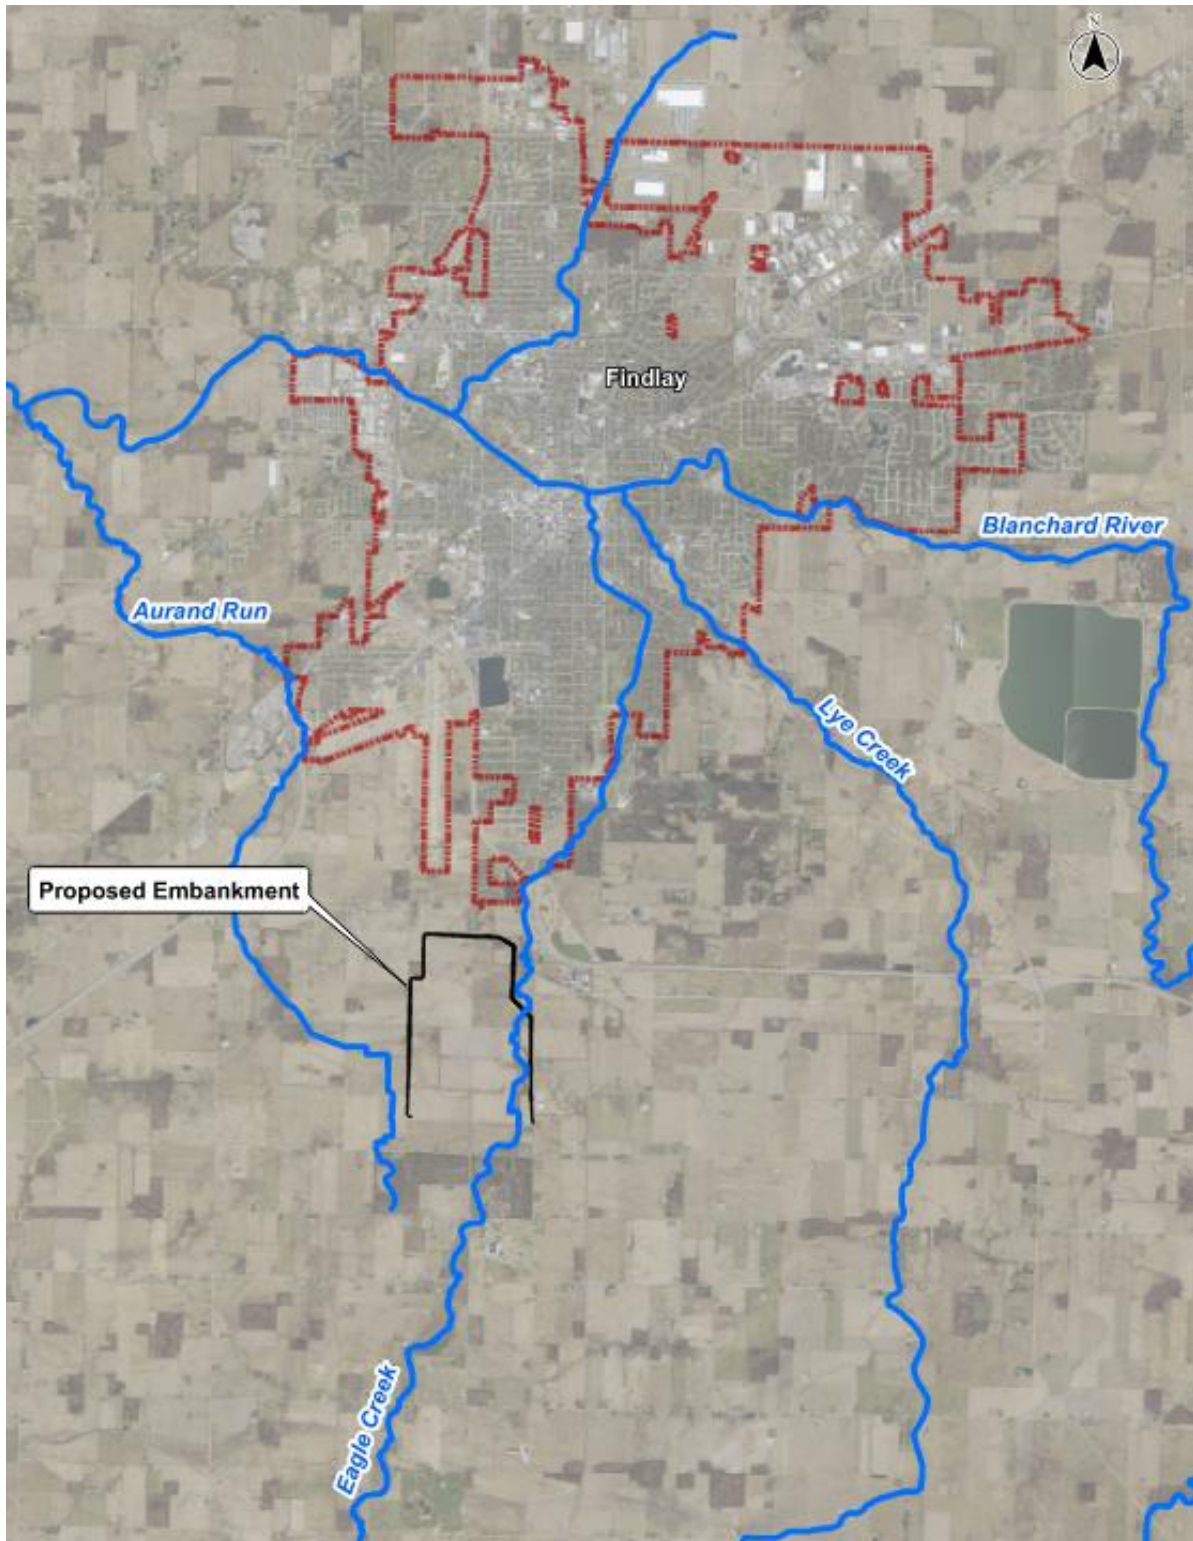 N
Findlay
Blanchard River
Aurand Run
Lye Creek
Proposed Embankment
Eagle Creek